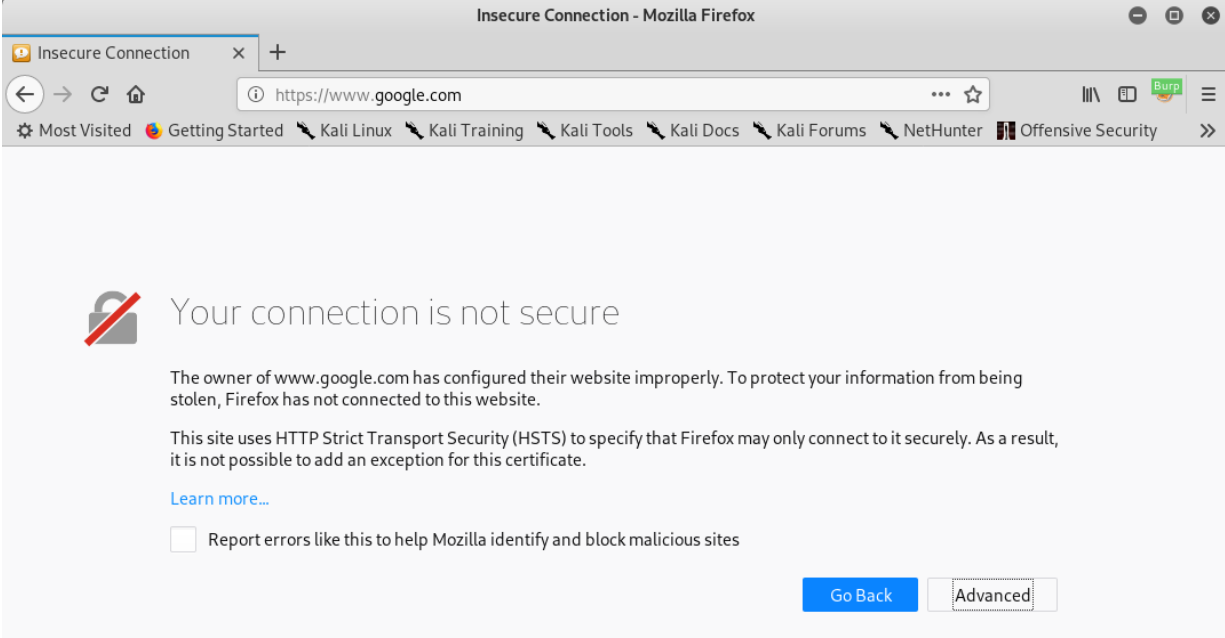 Insecure Connection - Mozilla Firefox
Insecure Connection
https://www.google.com
Burp
Most Visited Getting Started Kali Linux Kali Training Kali Tools Kali Docs Kali Forums NetHunter Offensive Security
Your connection is not secure
The owner of www.google.com has configured their website improperly. To protect your information from being
stolen, Firefox has not connected to this website.
This site uses HTTP Strict Transport Security (HSTS) to specify that Firefox may only connect to it securely. As a result,
it is not possible to add an exception for this certificate.
Learn more...
Report errors like this to help Mozilla identify and block malicious sites
Go Back Advanced